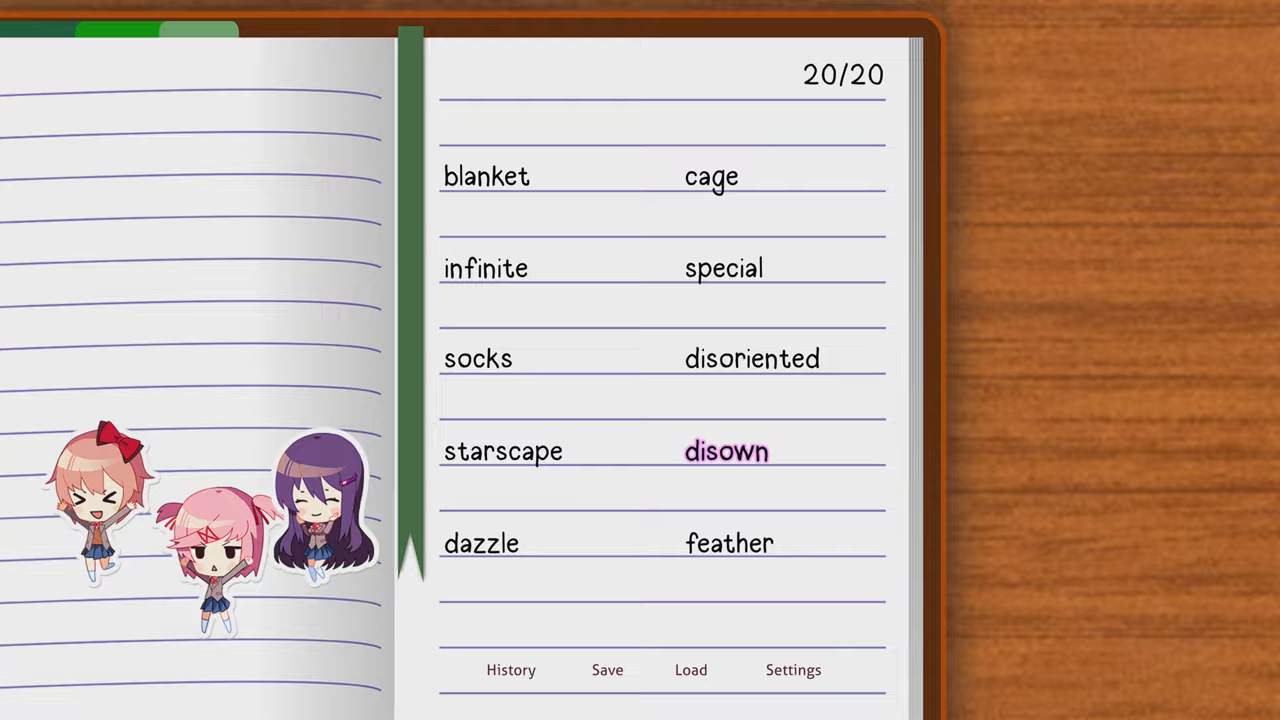 20/20
blanket cage
infinite special
socks disoriented
starscape disown
dazzle feather
History Save Load Settings